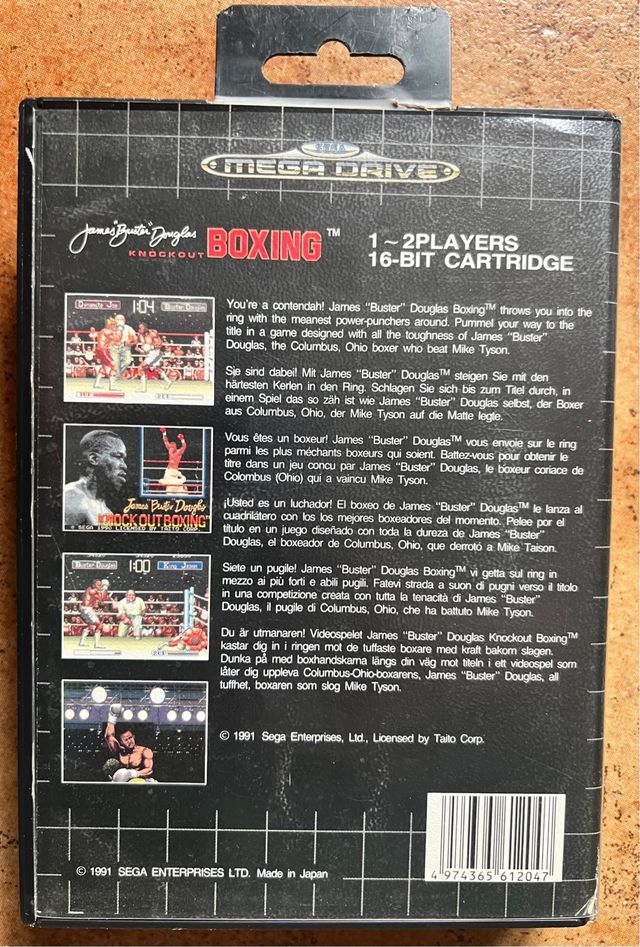 SEGA
MEGA DRIVE
James "Buster" Douglas
KNOCKOUT BOXING™
1~2PLAYERS
16-BIT CARTRIDGE
Dynamite Joe 1:04 Buster Douglas
1UP 2UP
You're a contendah! James "Buster" Douglas Boxing™ throws you into the
ring with the meanest power-punchers around. Pummel your way to the
title in a game designed with all the toughness of James "Buster"
Douglas, the Columbus, Ohio boxer who beat Mike Tyson.
Sie sind dabei! Mit James "Buster" Douglas™ steigen Sie mit den
härtesten Kerlen in den Ring. Schlagen Sie sich bis zum Titel durch, in
einem Spiel das so zäh ist wie James "Buster" Douglas selbst, der Boxer
aus Columbus, Ohio, der Mike Tyson auf die Matte legte.
James "Buster" Douglas
KNOCKOUT BOXING™
© SEGA 1990 LICENSED BY TAITO CORP.
Vous êtes un boxeur! James "Buster" Douglas™ vous envoie sur le ring
parmi les plus méchants boxeurs qui soient. Battez-vous pour obtenir le
titre dans un jeu conçu par James "Buster" Douglas, le boxeur coriace de
Colombus (Ohio) qui a vaincu Mike Tyson.
¡Usted es un luchador! El boxeo de James "Buster" Douglas™ le lanza al
cuadrilátero con los los mejores boxeadores del momento. Pelee por el
título en un juego diseñado con toda la dureza de James "Buster"
Douglas, el boxeador de Columbus, Ohio, que derrotó a Mike Taison.
Buster Douglas 1:00 King Jason
2UP
Siete un pugile! James "Buster" Douglas Boxing™ vi getta sul ring in
mezzo ai più forti e abili pugili. Fatevi strada a suon di pugni verso il titolo
in una competizione creata con tutta la tenacità di James "Buster"
Douglas, il pugile di Columbus, Ohio, che ha battuto Mike Tyson.
Du är utmanaren! Videospelet James "Buster" Douglas Knockout Boxing™
kastar dig in i ringen mot de tuffaste boxare med kraft bakom slagen.
Dunka på med boxhandskarna längs din väg mot titeln i ett videospel som
låter dig uppleva Columbus-Ohio-boxarens, James "Buster" Douglas, all
tuffhet, boxaren som slog Mike Tyson.
© 1991 Sega Enterprises, Ltd., Licensed by Taito Corp.
© 1991 SEGA ENTERPRISES LTD. Made in Japan
4 974365 612047